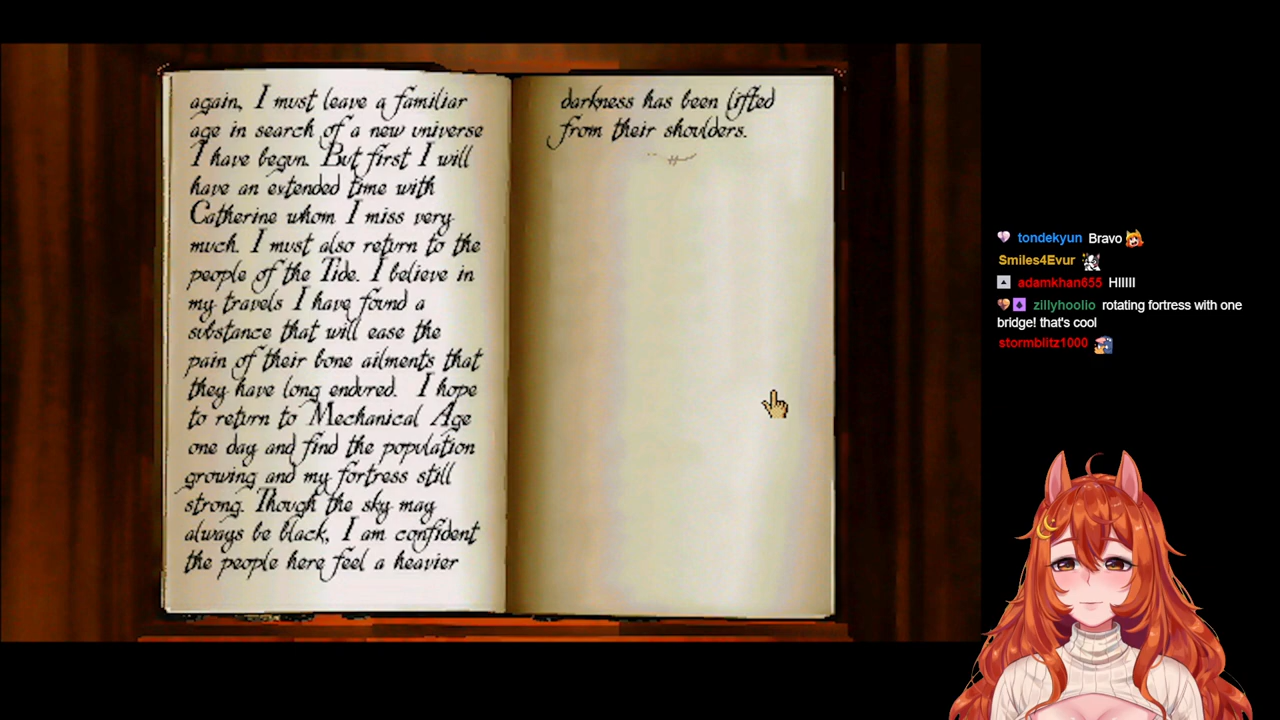 again, I must leave a familiar
age in search of a new universe
I have begun. But first I will
have an extended time with
Catherine whom I miss very
much. I must also return to the
people of the Tide. I believe in
my travels I have found a
substance that will ease the
pain of their bone ailments that
they have long endured. I hope
to return to Mechanical Age
one day and find the population
growing and my fortress still
strong. Though the sky may
always be black, I am confident
the people here feel a heavier
darkness has been lifted
from their shoulders.
tondekyun Bravo
Smiles4Evur
adamkhan655 HIIIII
zillyhoolio rotating fortress with one
bridge! that's cool
stormblitz1000